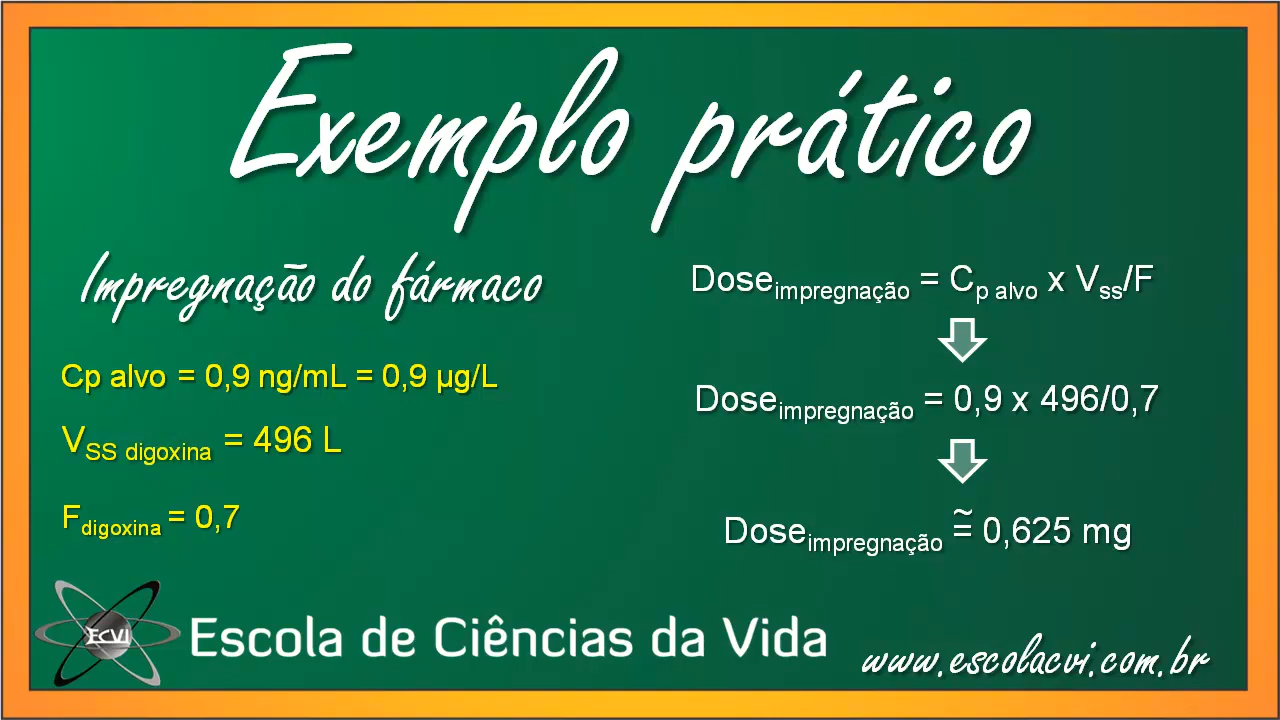 Exemplo prático
Impregnação do fármaco
Cp alvo = 0,9 ng/mL = 0,9 µg/L
VSS digoxina = 496 L
Fdigoxina = 0,7
Doseimpregnação = Cp alvo x Vss/F
Doseimpregnação = 0,9 x 496/0,7
Doseimpregnação ≅ 0,625 mg
ECVI
Escola de Ciências da Vida
www.escolacvi.com.br